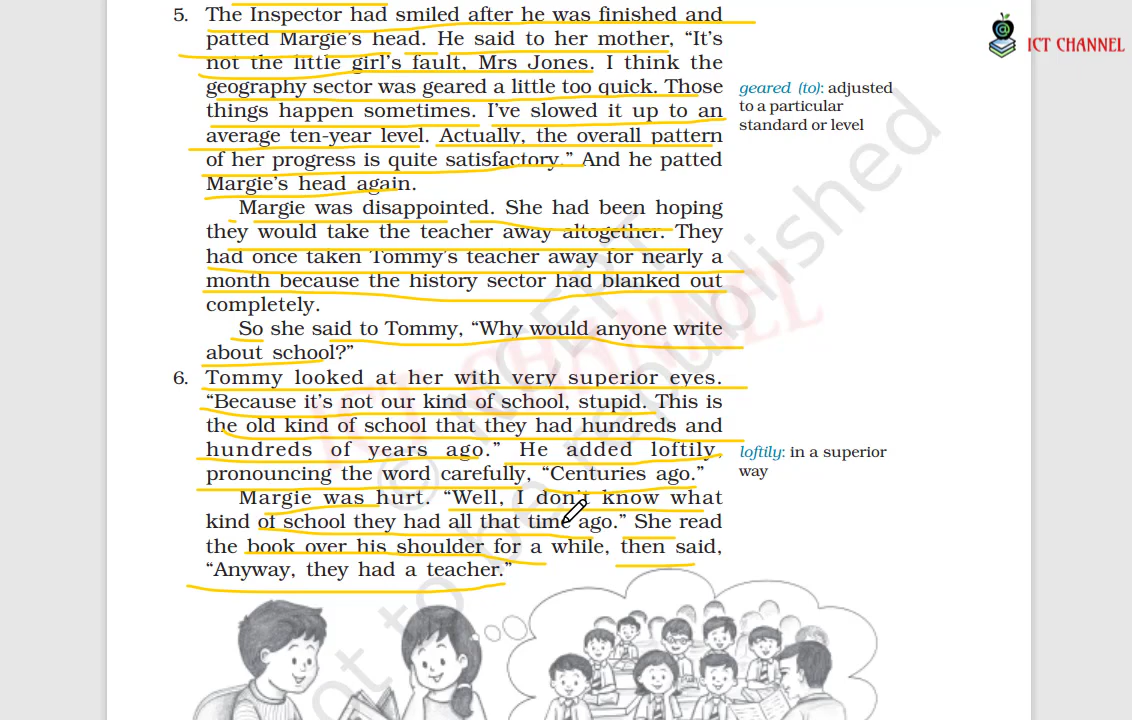 5. The Inspector had smiled after he was finished and
patted Margie's head. He said to her mother, “It's
not the little girl's fault, Mrs Jones. I think the
geography sector was geared a little too quick. Those
things happen sometimes. I've slowed it up to an
average ten-year level. Actually, the overall pattern
of her progress is quite satisfactory.” And he patted
Margie's head again.
Margie was disappointed. She had been hoping
they would take the teacher away altogether. They
had once taken Tommy's teacher away for nearly a
month because the history sector had blanked out
completely.
So she said to Tommy, “Why would anyone write
about school?”
6. Tommy looked at her with very superior eyes.
“Because it's not our kind of school, stupid. This is
the old kind of school that they had hundreds and
hundreds of years ago.” He added loftily,
pronouncing the word carefully, “Centuries ago.”
Margie was hurt. “Well, I don't know what
kind of school they had all that time ago.” She read
the book over his shoulder for a while, then said,
“Anyway, they had a teacher.”
geared (to): adjusted
to a particular
standard or level
loftily: in a superior
way
ICT CHANNEL
ICT CHANNEL
© NCERT
not to be republished